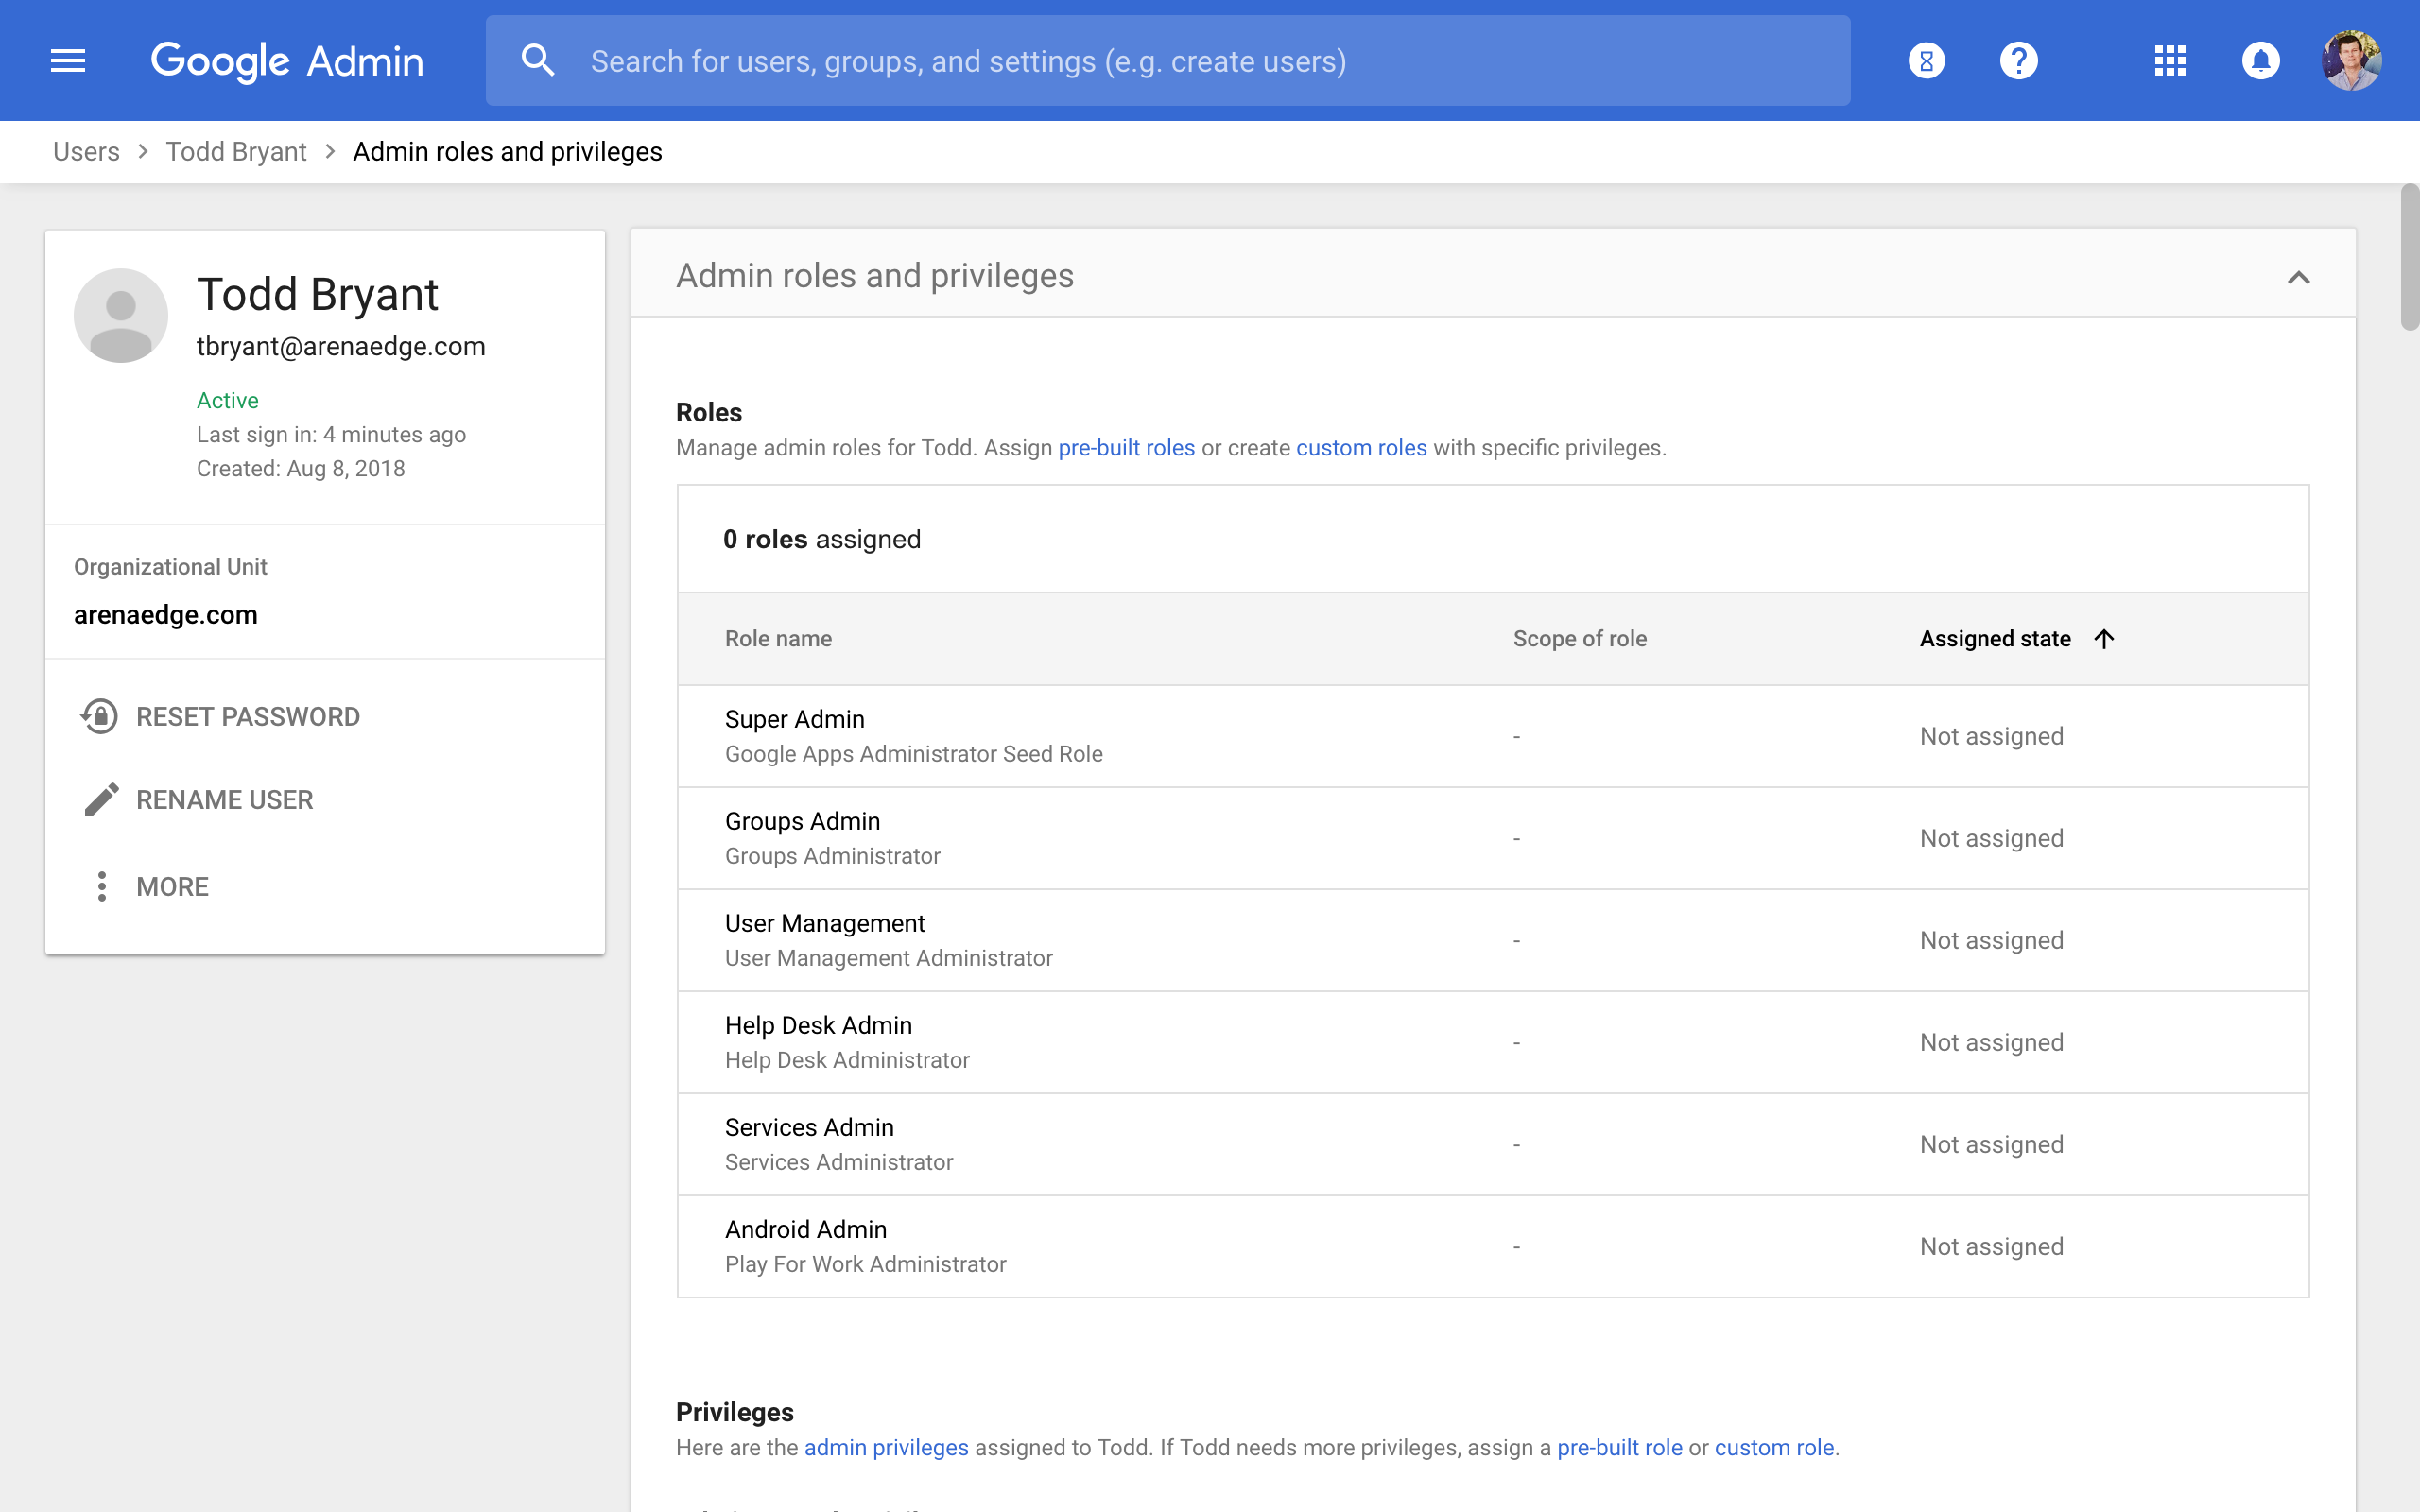 Google Admin
Search for users, groups, and settings (e.g. create users)
Users > Todd Bryant > Admin roles and privileges
Todd Bryant
tbryant@arenaedge.com
Active
Last sign in: 4 minutes ago
Created: Aug 8, 2018
Organizational Unit
arenaedge.com
RESET PASSWORD
RENAME USER
MORE
Admin roles and privileges
Roles
Manage admin roles for Todd. Assign pre-built roles or create custom roles with specific privileges.
0 roles assigned
Role name Scope of role Assigned state
Super Admin
Google Apps Administrator Seed Role
- Not assigned
Groups Admin
Groups Administrator
- Not assigned
User Management
User Management Administrator
- Not assigned
Help Desk Admin
Help Desk Administrator
- Not assigned
Services Admin
Services Administrator
- Not assigned
Android Admin
Play For Work Administrator
- Not assigned
Privileges
Here are the admin privileges assigned to Todd. If Todd needs more privileges, assign a pre-built role or custom role.